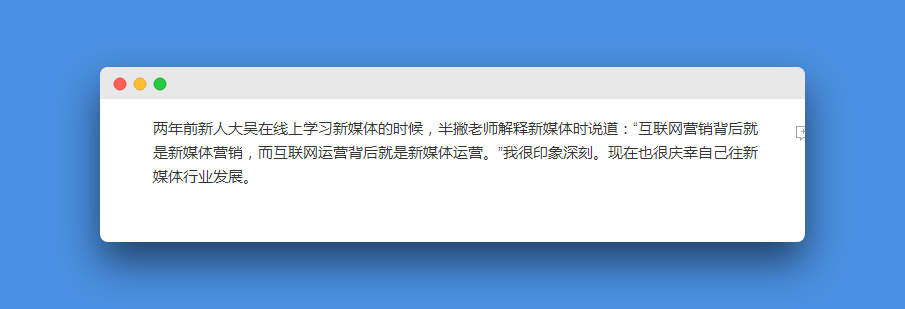 两年前新人大昊在线上学习新媒体的时候，半撇老师解释新媒体时说道：“互联网营销背后就
是新媒体营销，而互联网运营背后就是新媒体运营。”我很印象深刻。现在也很庆幸自己往新
媒体行业发展。